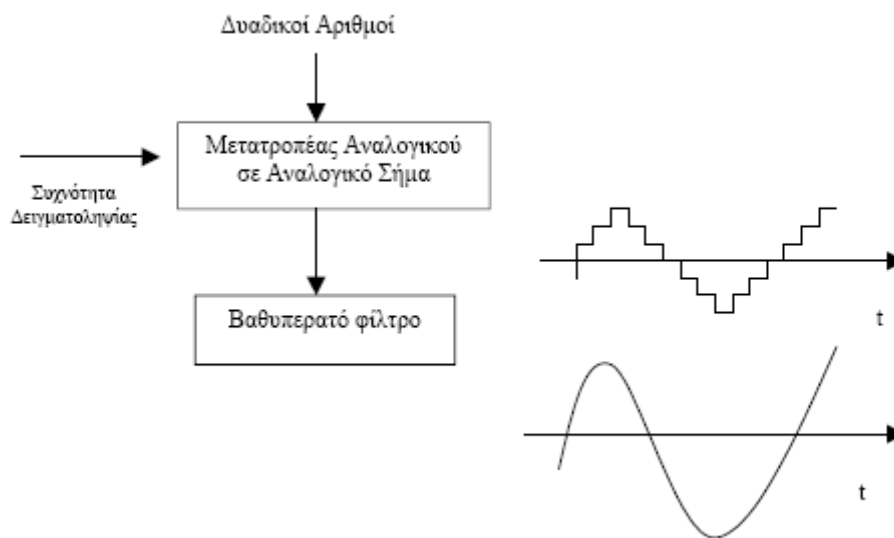 Δυαδικοί Αριθμοί
Μετατροπέας Αναλογικού
σε Αναλογικό Σήμα
Συχνότητα
Δειγματοληψίας
Βαθυπερατό φίλτρο
t
t